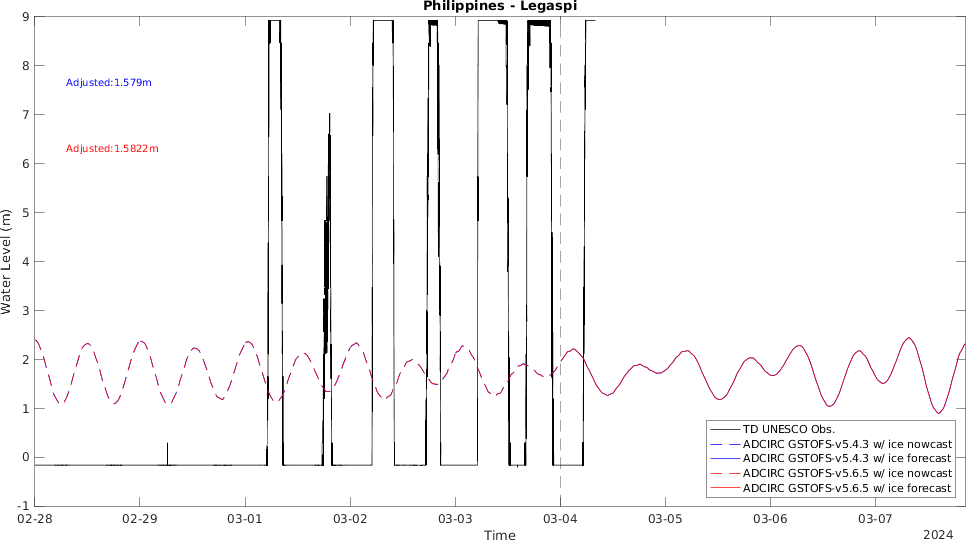 Philippines - Legaspi
9
8
7
6
5
4
3
2
1
0
-1
Water Level (m)
Adjusted:1.579m
Adjusted:1.5822m
TD UNESCO Obs.
ADCIRC GSTOFS-v5.4.3 w/ ice nowcast
ADCIRC GSTOFS-v5.4.3 w/ ice forecast
ADCIRC GSTOFS-v5.6.5 w/ ice nowcast
ADCIRC GSTOFS-v5.6.5 w/ ice forecast
02-28 02-29 03-01 03-02 03-03 03-04 03-05 03-06 03-07
Time
2024